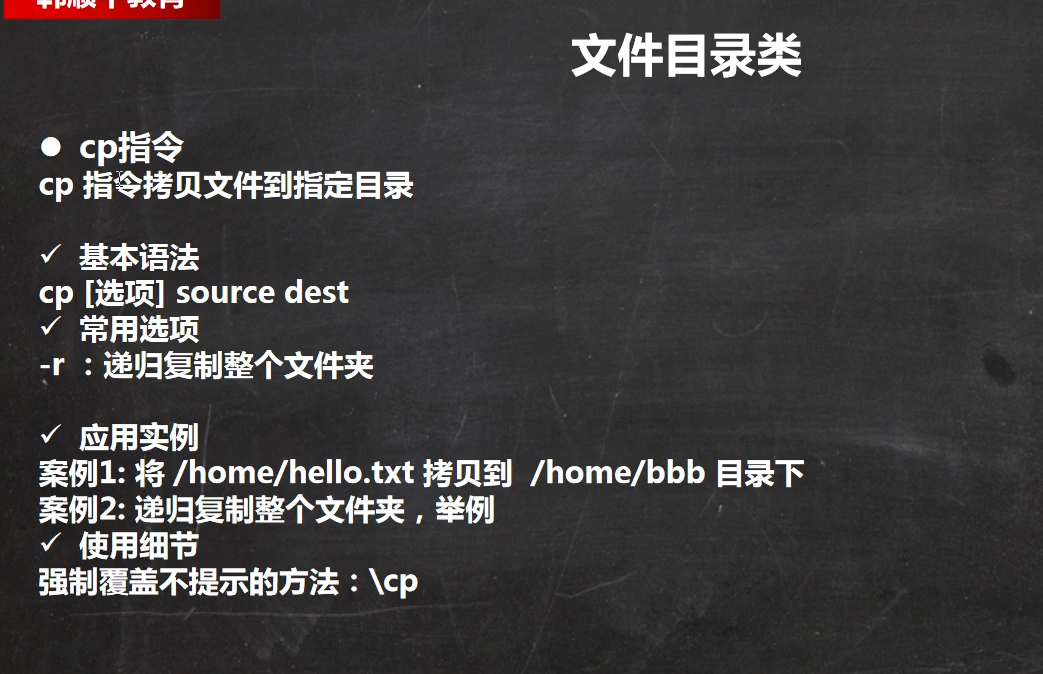 文件目录类
● cp指令
cp 指令拷贝文件到指定目录
✓ 基本语法
cp [选项] source dest
✓ 常用选项
-r ：递归复制整个文件夹
✓ 应用实例
案例1: 将 /home/hello.txt 拷贝到 /home/bbb 目录下
案例2: 递归复制整个文件夹，举例
✓ 使用细节
强制覆盖不提示的方法：\cp